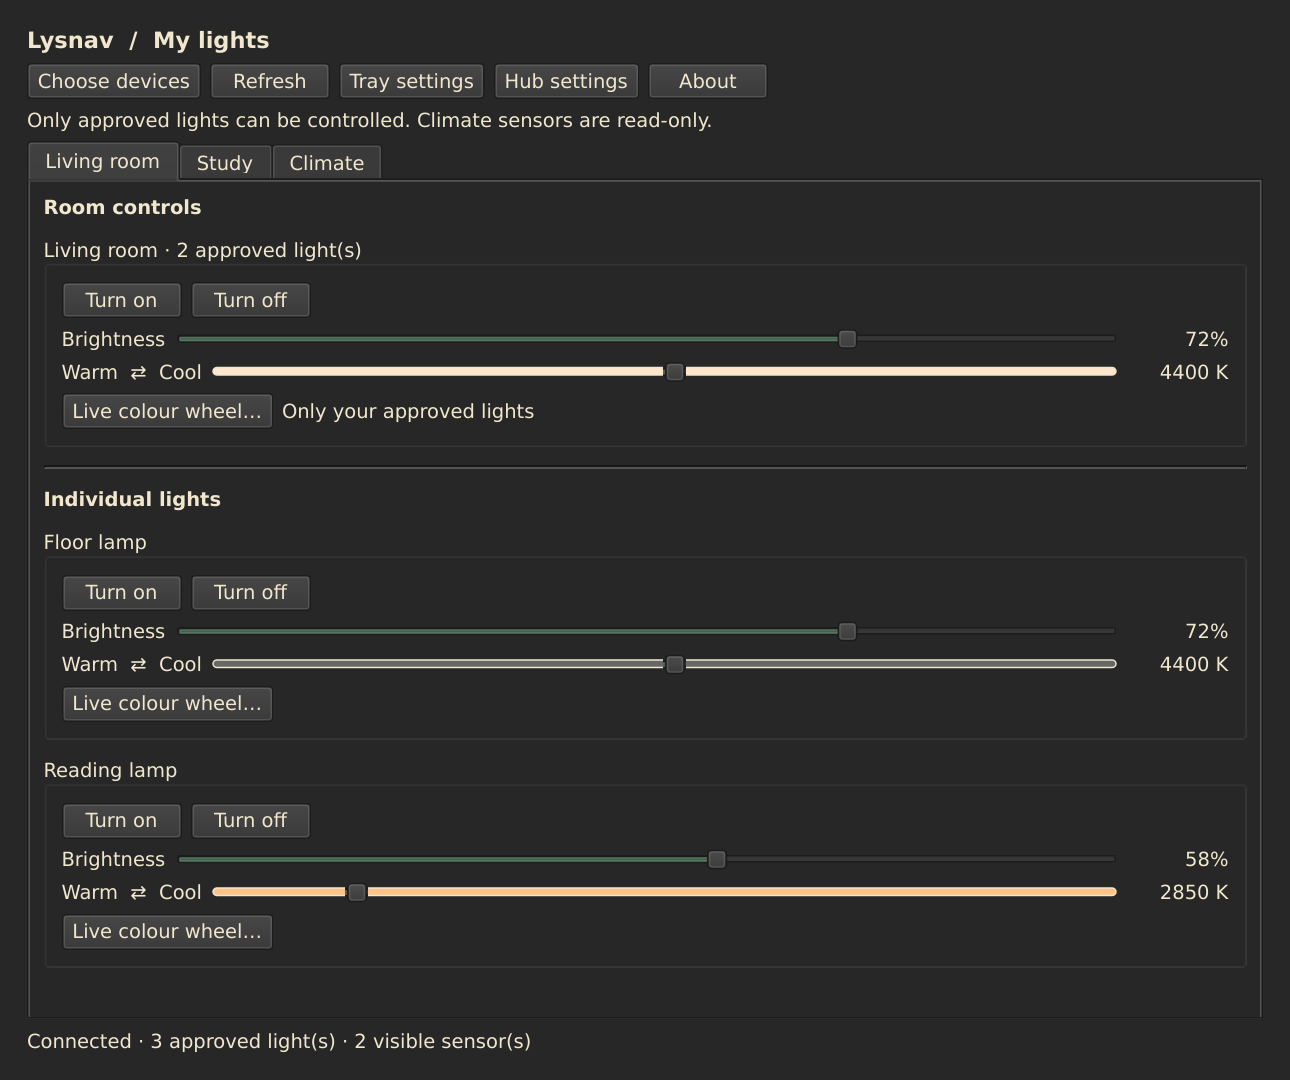 Lysnav / My lights
Choose devices Refresh Tray settings Hub settings About
Only approved lights can be controlled. Climate sensors are read-only.
Living room Study Climate
Room controls
Living room · 2 approved light(s)
Turn on Turn off
Brightness 72%
Warm ⇄ Cool 4400 K
Live colour wheel... Only your approved lights
Individual lights
Floor lamp
Turn on Turn off
Brightness 72%
Warm ⇄ Cool 4400 K
Live colour wheel...
Reading lamp
Turn on Turn off
Brightness 58%
Warm ⇄ Cool 2850 K
Live colour wheel...
Connected · 3 approved light(s) · 2 visible sensor(s)